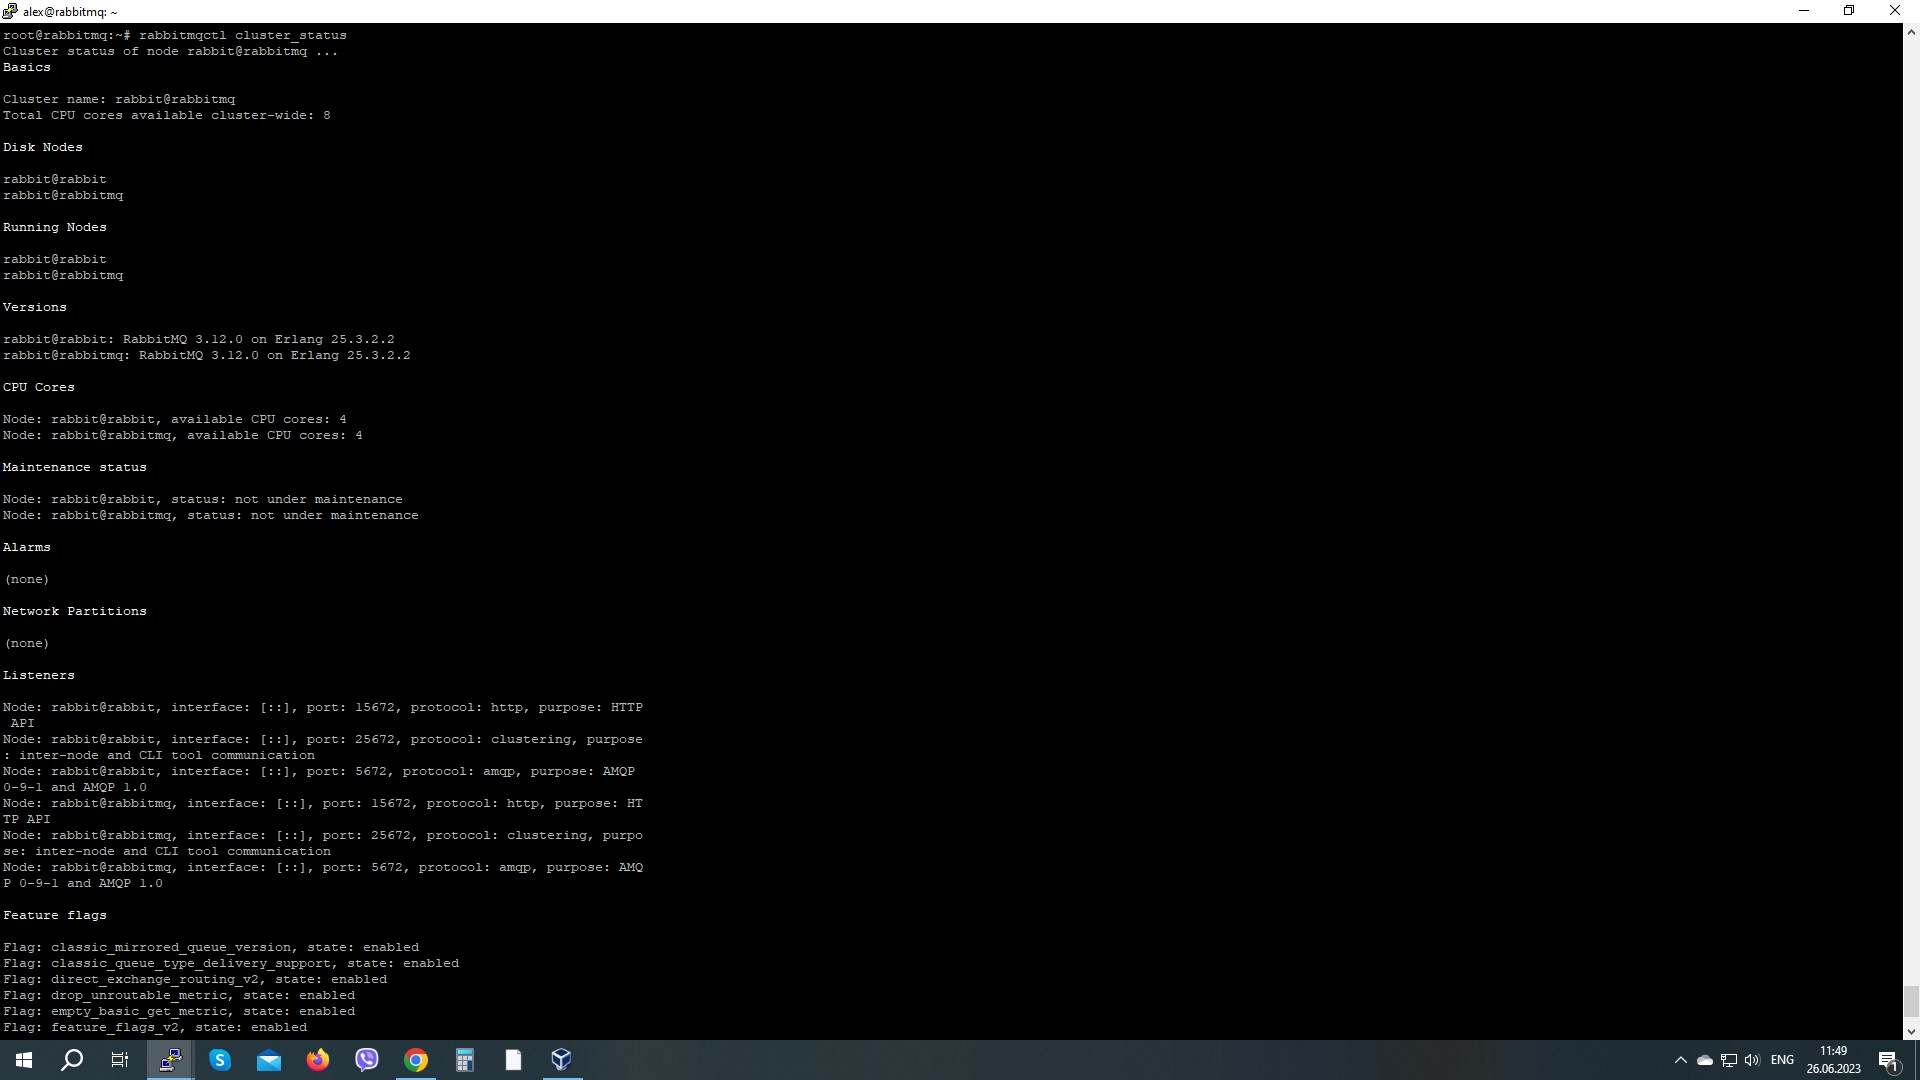 alex@rabbitmq: ~
root@rabbitmq:~# rabbitmqctl cluster_status
Cluster status of node rabbit@rabbitmq ...
Basics
Cluster name: rabbit@rabbitmq
Total CPU cores available cluster-wide: 8
Disk Nodes
rabbit@rabbit
rabbit@rabbitmq
Running Nodes
rabbit@rabbit
rabbit@rabbitmq
Versions
rabbit@rabbit: RabbitMQ 3.12.0 on Erlang 25.3.2.2
rabbit@rabbitmq: RabbitMQ 3.12.0 on Erlang 25.3.2.2
CPU Cores
Node: rabbit@rabbit, available CPU cores: 4
Node: rabbit@rabbitmq, available CPU cores: 4
Maintenance status
Node: rabbit@rabbit, status: not under maintenance
Node: rabbit@rabbitmq, status: not under maintenance
Alarms
(none)
Network Partitions
(none)
Listeners
Node: rabbit@rabbit, interface: [::], port: 15672, protocol: http, purpose: HTTP
API
Node: rabbit@rabbit, interface: [::], port: 25672, protocol: clustering, purpose
: inter-node and CLI tool communication
Node: rabbit@rabbit, interface: [::], port: 5672, protocol: amqp, purpose: AMQP
0-9-1 and AMQP 1.0
Node: rabbit@rabbitmq, interface: [::], port: 15672, protocol: http, purpose: HT
TP API
Node: rabbit@rabbitmq, interface: [::], port: 25672, protocol: clustering, purpo
se: inter-node and CLI tool communication
Node: rabbit@rabbitmq, interface: [::], port: 5672, protocol: amqp, purpose: AMQ
P 0-9-1 and AMQP 1.0
Feature flags
Flag: classic_mirrored_queue_version, state: enabled
Flag: classic_queue_type_delivery_support, state: enabled
Flag: direct_exchange_routing_v2, state: enabled
Flag: drop_unroutable_metric, state: enabled
Flag: empty_basic_get_metric, state: enabled
Flag: feature_flags_v2, state: enabled
ENG
11:49
26.06.2023
1